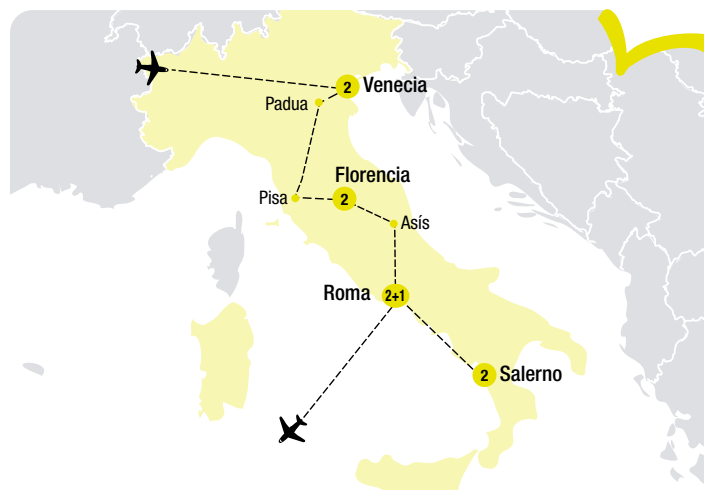 2 Venecia
Padua
Florencia
Pisa
2
Asís
Roma 2+1
2 Salerno